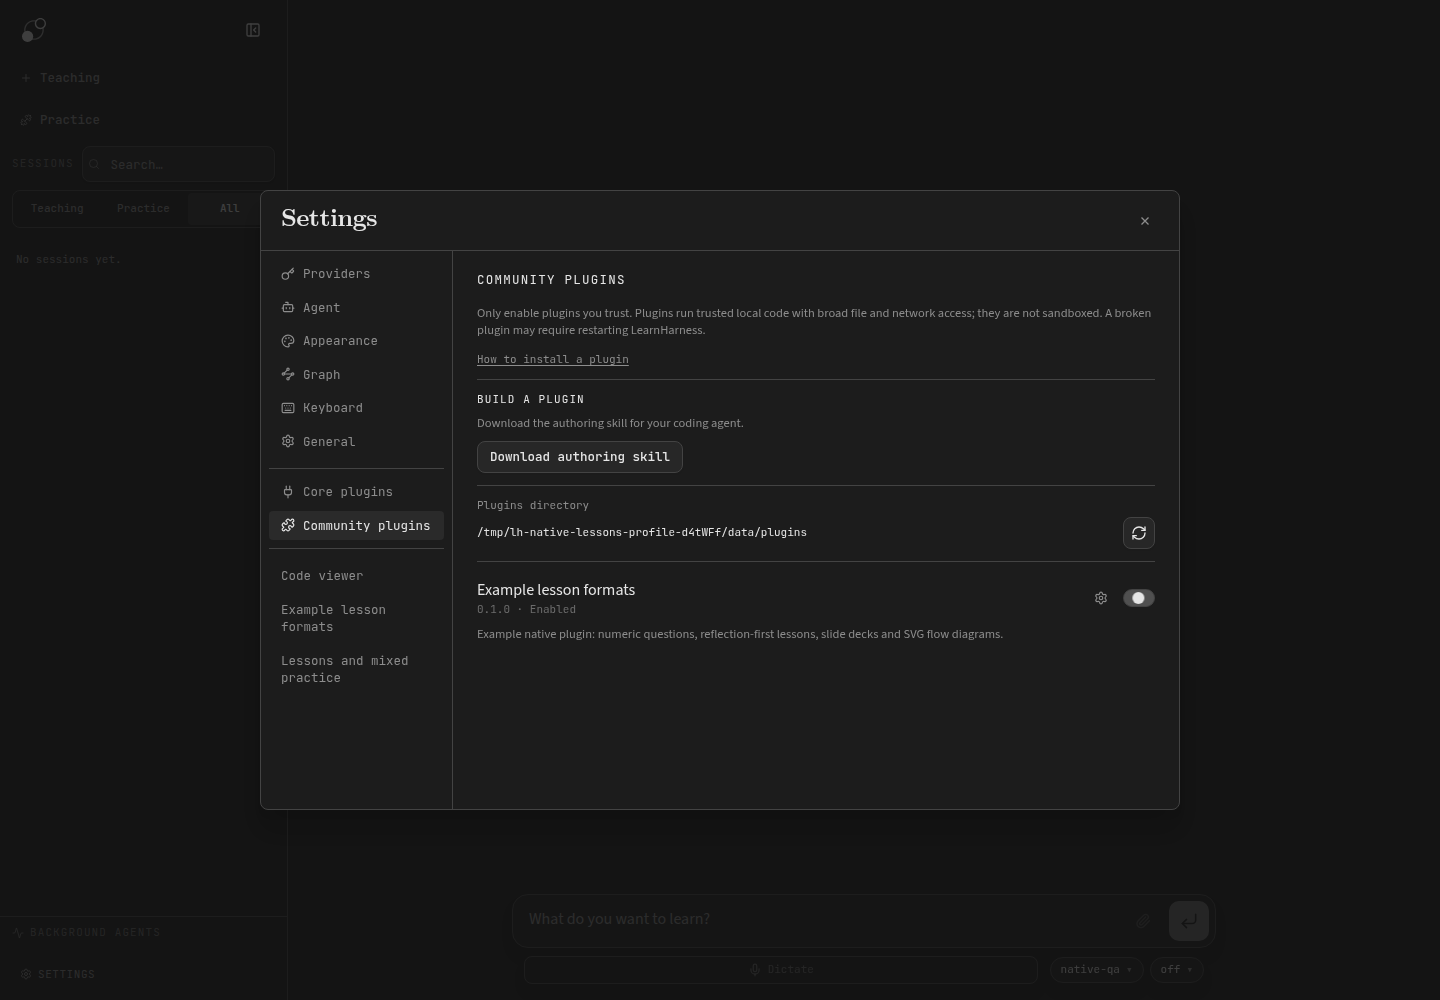 Teaching
Practice
SESSIONS
Search…
Teaching
Practice
All
No sessions yet.
BACKGROUND AGENTS
SETTINGS
Settings
Providers
Agent
Appearance
Graph
Keyboard
General
Core plugins
Community plugins
Code viewer
Example lesson
formats
Lessons and mixed
practice
COMMUNITY PLUGINS
Only enable plugins you trust. Plugins run trusted local code with broad file and network access; they are not sandboxed. A broken
plugin may require restarting LearnHarness.
How to install a plugin
BUILD A PLUGIN
Download the authoring skill for your coding agent.
Download authoring skill
Plugins directory
/tmp/lh-native-lessons-profile-d4tWFf/data/plugins
Example lesson formats
0.1.0 · Enabled
Example native plugin: numeric questions, reflection-first lessons, slide decks and SVG flow diagrams.
What do you want to learn?
Dictate
native-qa
off